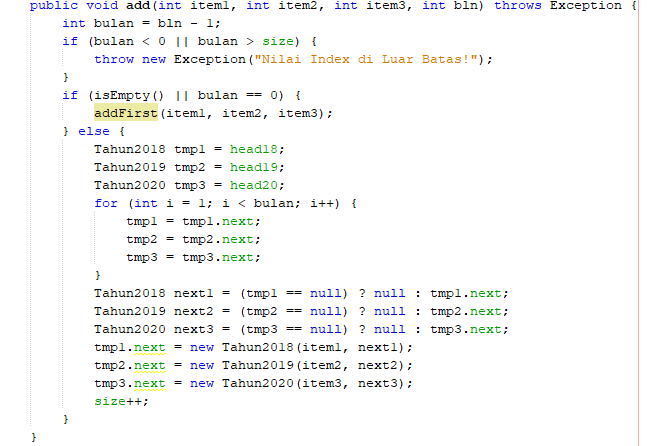 public void add(int item1, int item2, int item3, int bln) throws Exception {
int bulan = bln - 1;
if (bulan < 0 || bulan > size) {
throw new Exception("Nilai Index di Luar Batas!");
}
if (isEmpty() || bulan == 0) {
addFirst(item1, item2, item3);
} else {
Tahun2018 tmp1 = head18;
Tahun2019 tmp2 = head19;
Tahun2020 tmp3 = head20;
for (int i = 1; i < bulan; i++) {
tmp1 = tmp1.next;
tmp2 = tmp2.next;
tmp3 = tmp3.next;
}
Tahun2018 next1 = (tmp1 == null) ? null : tmp1.next;
Tahun2019 next2 = (tmp2 == null) ? null : tmp2.next;
Tahun2020 next3 = (tmp3 == null) ? null : tmp3.next;
tmp1.next = new Tahun2018(item1, next1);
tmp2.next = new Tahun2019(item2, next2);
tmp3.next = new Tahun2020(item3, next3);
size++;
}
}